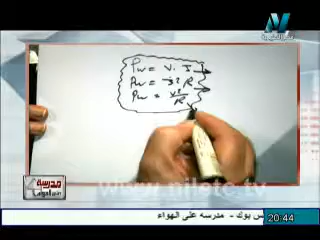 Pw = V . I
Pw = I² R
Pw = V²/R
مدرسة
على الهواء
www.nilete.tv
س بوك - مدرسه على الهواء
20:44